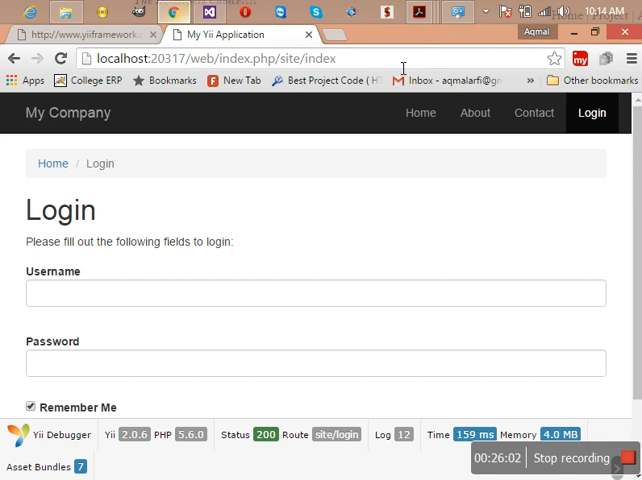 10:14 AM
http://www.yiiframework.
My Yii Application
Aqmal
localhost:20317/web/index.php/site/index
Apps
College ERP
Bookmarks
New Tab
Best Project Code ( HT
Inbox - aqmalarfi@gm
»
Other bookmarks
My Company
Home
About
Contact
Login
Home / Login
Login
Please fill out the following fields to login:
Username
Password
Remember Me
Yii Debugger
Yii 2.0.6 PHP 5.6.0
Status 200 Route site/login
Log 12
Time 159 ms Memory 4.0 MB
Asset Bundles 7
00:26:02
Stop recording